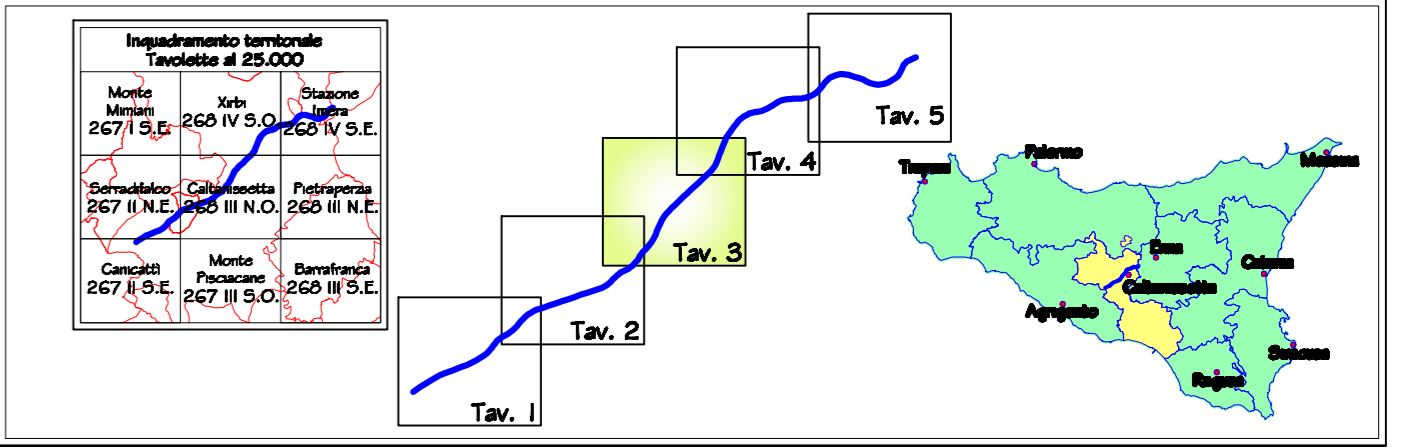 Inquadramento territoriale
Tavolette al 25.000
Monte
Mimiani
267 I S.E.
Xirbi
268 IV S.O.
Stazione
Imera
268 IV S.E.
Serradifalco
267 II N.E.
Caltanissetta
268 III N.O.
Pietraperzia
268 III N.E.
Canicattì
267 II S.E.
Monte
Pisciacane
267 III S.O.
Barrafranca
268 III S.E.
Tav. 1
Tav. 2
Tav. 3
Tav. 4
Tav. 5
Trapani
Palermo
Messina
Enna
Catania
Caltanissetta
Agrigento
Siracusa
Ragusa